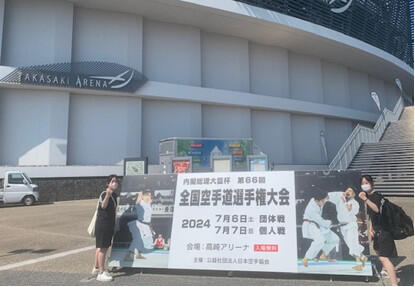 TAKASAKI ARENA
内閣総理大臣杯 第66回
全国空手道選手権大会
2024 7月6日 土 団体戦
7月7日 日 個人戦
会場：高崎アリーナ 入場無料
主催：公益社団法人日本空手協会